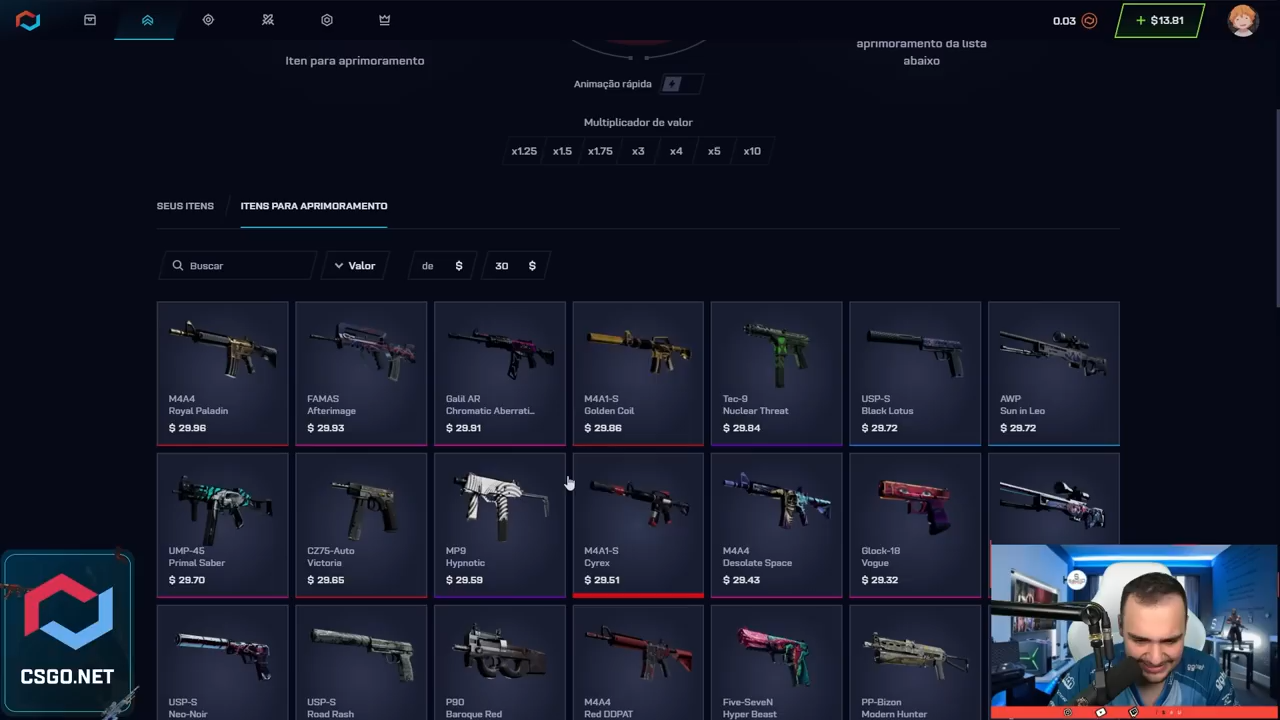 0.03
+ $13.81
Iten para aprimoramento
aprimoramento da lista
abaixo
Animação rápida
Multiplicador de valor
x1.25 x1.5 x1.75 x3 x4 x5 x10
SEUS ITENS
ITENS PARA APRIMORAMENTO
Buscar
Valor
de $
30 $
M4A4
Royal Paladin
$ 29.96
FAMAS
Afterimage
$ 29.93
Galil AR
Chromatic Aberrati...
$ 29.91
M4A1-S
Golden Coil
$ 29.86
Tec-9
Nuclear Threat
$ 29.84
USP-S
Black Lotus
$ 29.72
AWP
Sun in Leo
$ 29.72
UMP-45
Primal Saber
$ 29.70
CZ75-Auto
Victoria
$ 29.65
MP9
Hypnotic
$ 29.59
M4A1-S
Cyrex
$ 29.51
M4A4
Desolate Space
$ 29.43
Glock-18
Vogue
$ 29.32
USP-S
Neo-Noir
USP-S
Road Rash
P90
Baroque Red
M4A4
Red DDPAT
Five-SeveN
Hyper Beast
PP-Bizon
Modern Hunter
CSGO.NET